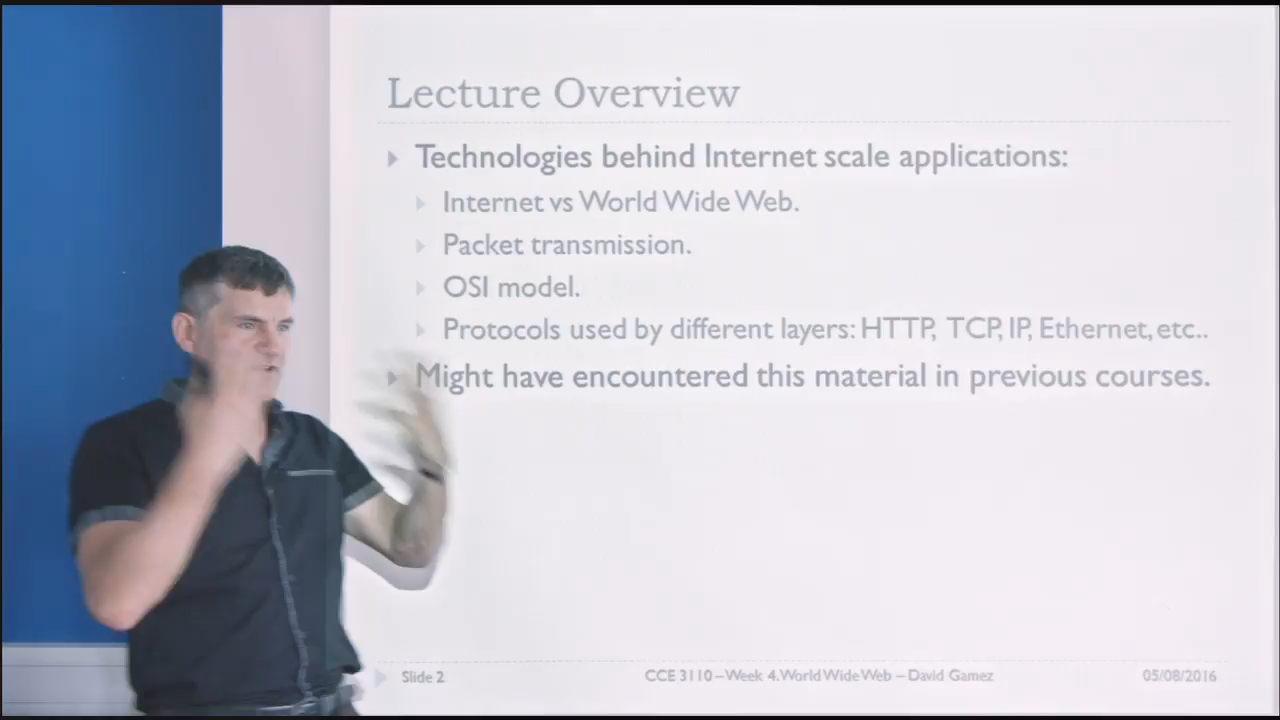 Lecture Overview
Technologies behind Internet scale applications:
Internet vs World Wide Web.
Packet transmission.
OSI model.
Protocols used by different layers: HTTP, TCP, IP, Ethernet, etc..
Might have encountered this material in previous courses.
Slide 2 CCE 3110 – Week 4. World Wide Web – David Gamez 05/08/2016